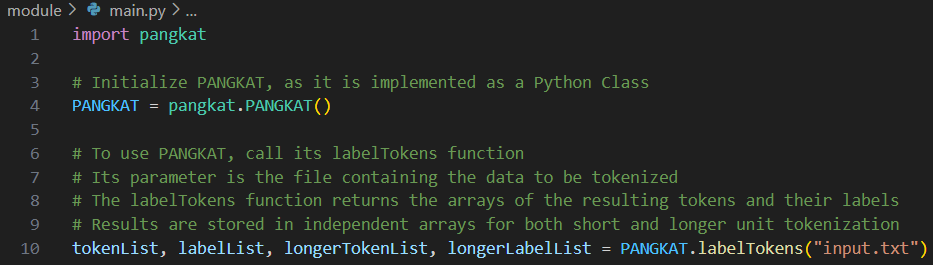 module > main.py > ...
1 import pangkat
2
3 # Initialize PANGKAT, as it is implemented as a Python Class
4 PANGKAT = pangkat.PANGKAT()
5
6 # To use PANGKAT, call its labelTokens function
7 # Its parameter is the file containing the data to be tokenized
8 # The labelTokens function returns the arrays of the resulting tokens and their labels
9 # Results are stored in independent arrays for both short and longer unit tokenization
10 tokenList, labelList, longerTokenList, longerLabelList = PANGKAT.labelTokens("input.txt")